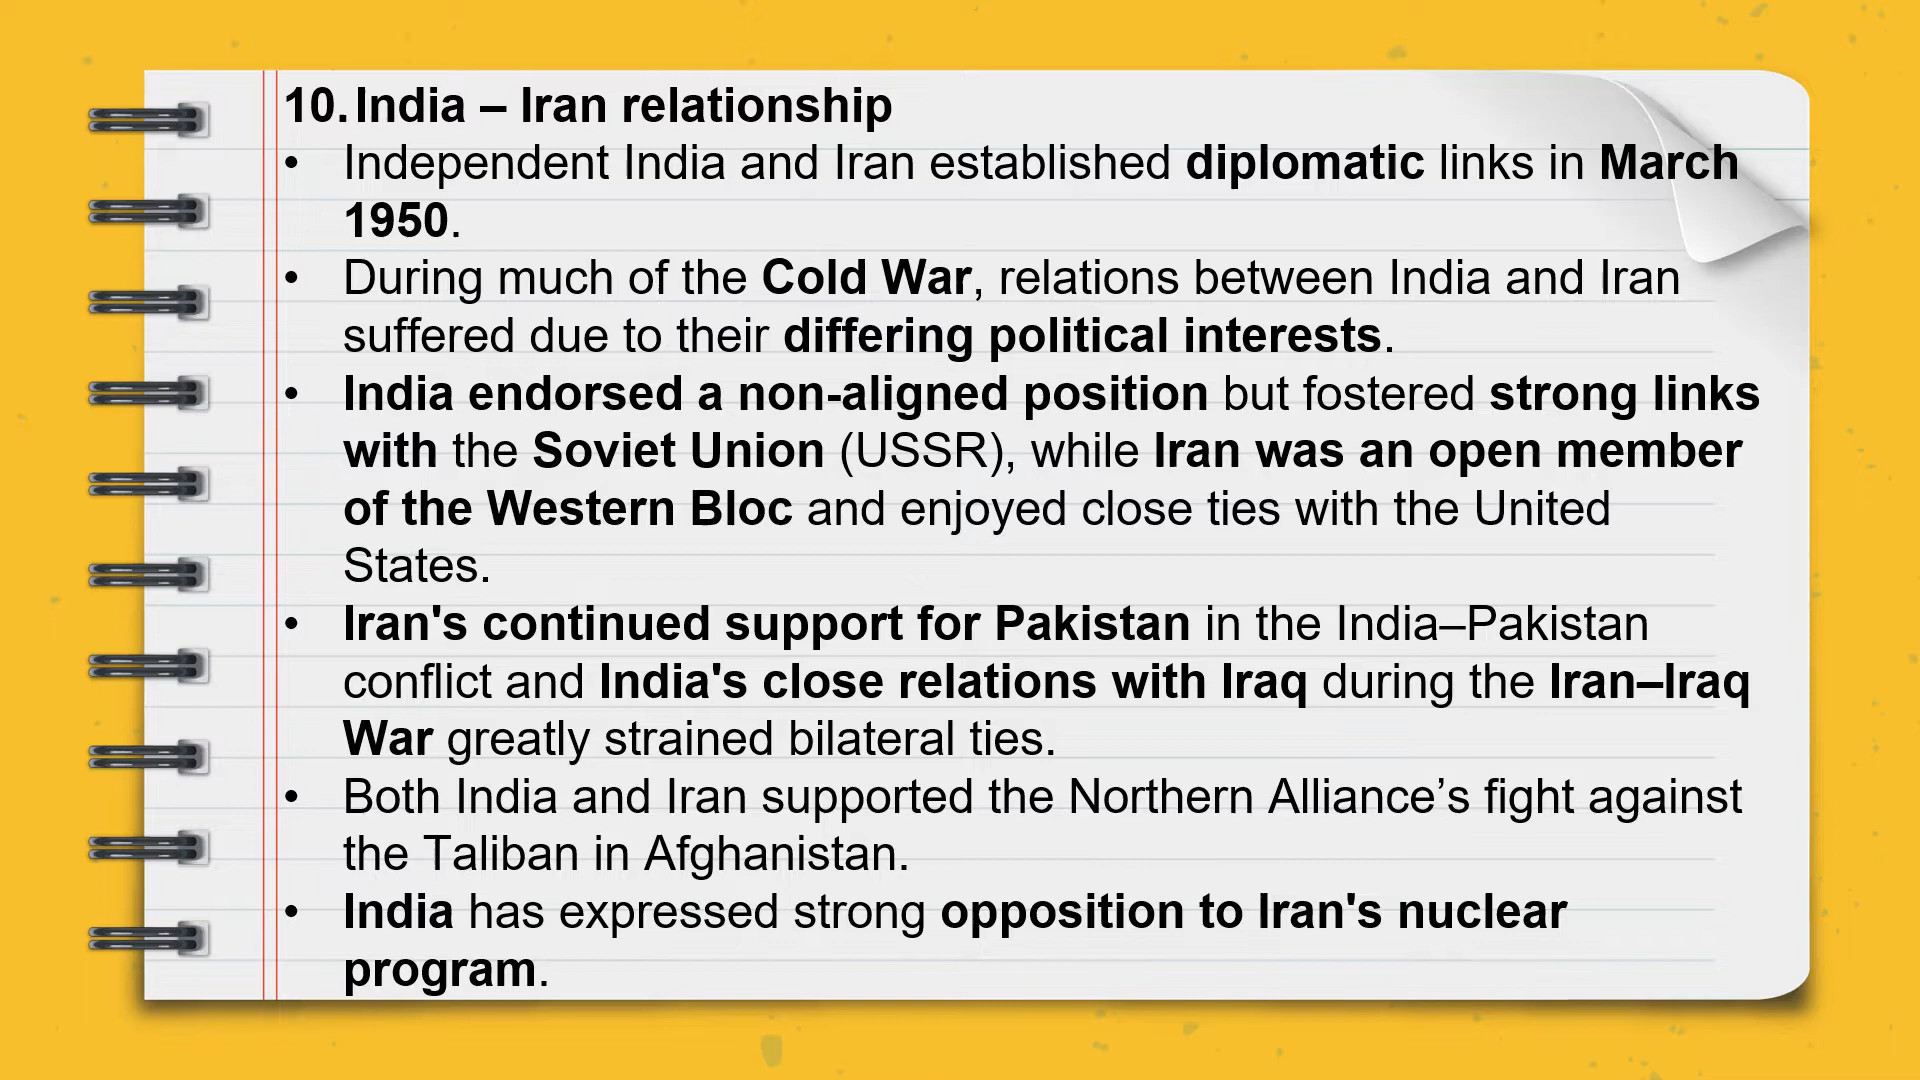 10. India – Iran relationship
• Independent India and Iran established diplomatic links in March
1950.
• During much of the Cold War, relations between India and Iran
suffered due to their differing political interests.
• India endorsed a non-aligned position but fostered strong links
with the Soviet Union (USSR), while Iran was an open member
of the Western Bloc and enjoyed close ties with the United
States.
• Iran's continued support for Pakistan in the India–Pakistan
conflict and India's close relations with Iraq during the Iran–Iraq
War greatly strained bilateral ties.
• Both India and Iran supported the Northern Alliance’s fight against
the Taliban in Afghanistan.
• India has expressed strong opposition to Iran's nuclear
program.